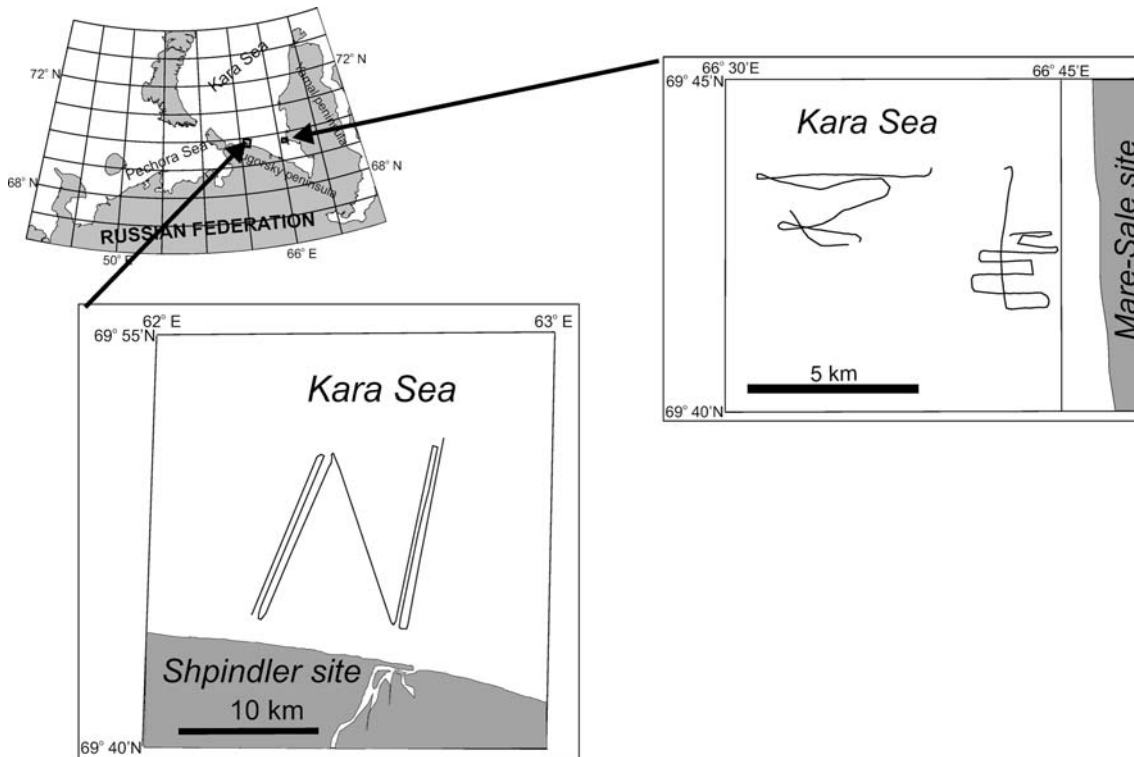 Kara Sea
72° N
72° N
Yamal peninsula
Pechora Sea
Yugorsky peninsula
68° N
68° N
RUSSIAN FEDERATION
50° E
66° E
66° 30'E
66° 45'E
69° 45'N
Kara Sea
Mare-Sale site
5 km
69° 40'N
62° E
63° E
69° 55'N
Kara Sea
Shpindler site
10 km
69° 40'N